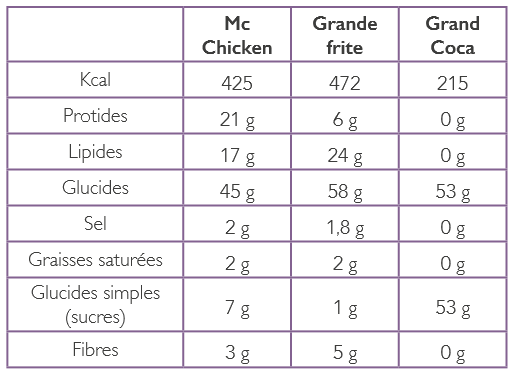 Mc Chicken Grande frite Grand Coca
Kcal 425 472 215
Protides 21 g 6 g 0 g
Lipides 17 g 24 g 0 g
Glucides 45 g 58 g 53 g
Sel 2 g 1,8 g 0 g
Graisses saturées 2 g 2 g 0 g
Glucides simples (sucres) 7 g 1 g 53 g
Fibres 3 g 5 g 0 g